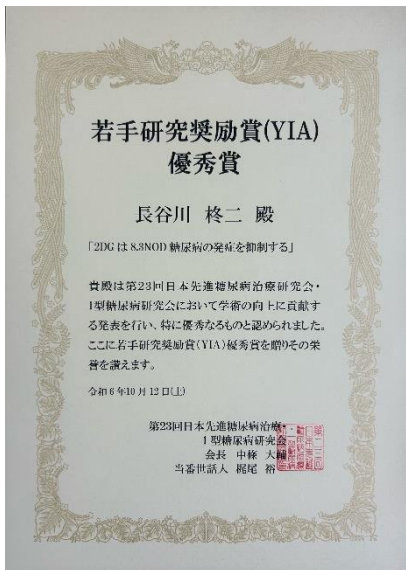 若手研究奨励賞(YIA)
優秀賞
長谷川 柊二 殿
「2DG は 8.3NOD 糖尿病の発症を抑制する」
貴殿は第23回日本先進糖尿病治療研究会・
1型糖尿病研究会において学術の向上に貢献す
る発表を行い、特に優秀なるものと認められました。
ここに若手研究奨励賞(YIA)優秀賞を贈りその栄
誉を讃えます。
令和6年10月12日(土)
第23回日本先進糖尿病治療・
1型糖尿病研究会
会長 中條 大輔
当番世話人 梶尾 裕